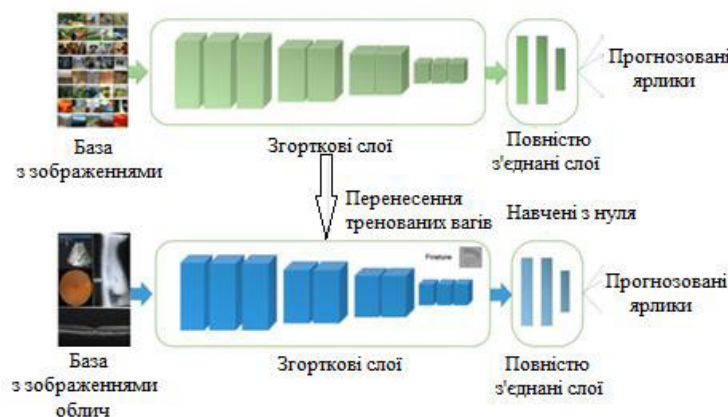 Прогнозовані
ярлики
База
з зображеннями
Згорткові слої
Повністю
з'єднані слої
Перенесення
тренованих вагів
Навчені з нуля
Finetune
Прогнозовані
ярлики
База
з зображеннями
облич
Згорткові слої
Повністю
з'єднані слої